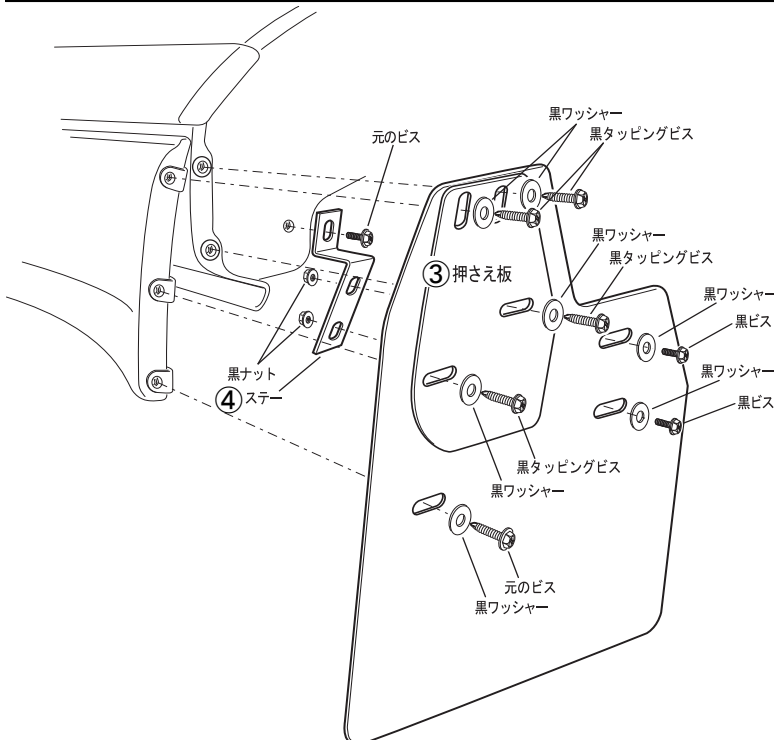 黒ワッシャー
黒タッピングビス
元のビス
黒ワッシャー
③押さえ板
黒タッピングビス
黒ワッシャー
黒ビス
黒ナット
④ステー
黒ワッシャー
黒ビス
黒タッピングビス
黒ワッシャー
元のビス
黒ワッシャー